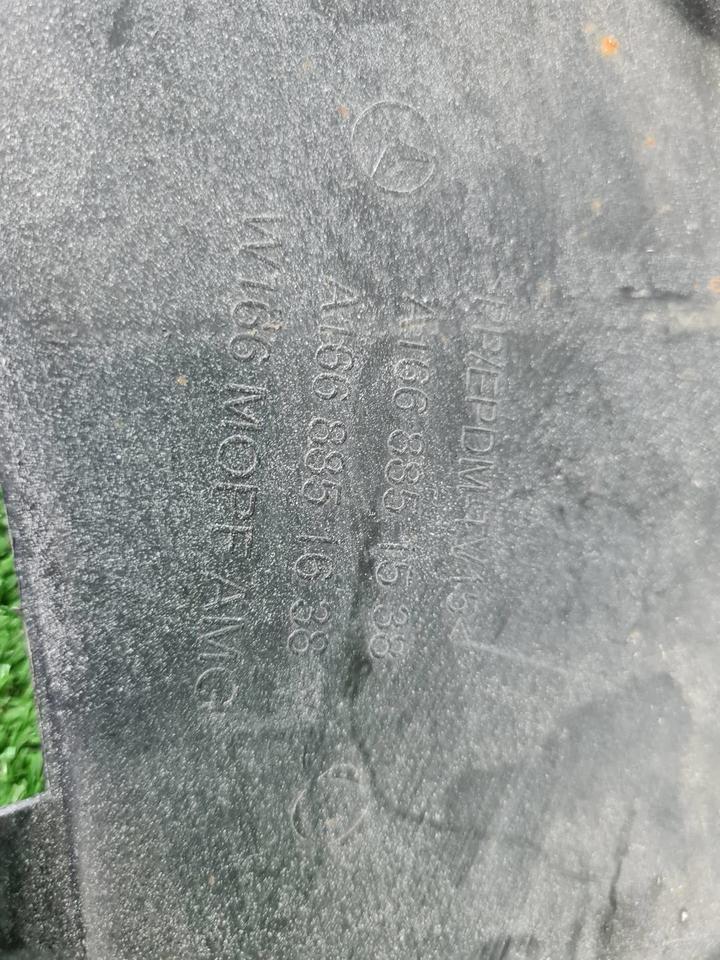 >PP/EPDM-TV15<
A166 885 15 38
A166 885 16 38
W166 MOPF AMG